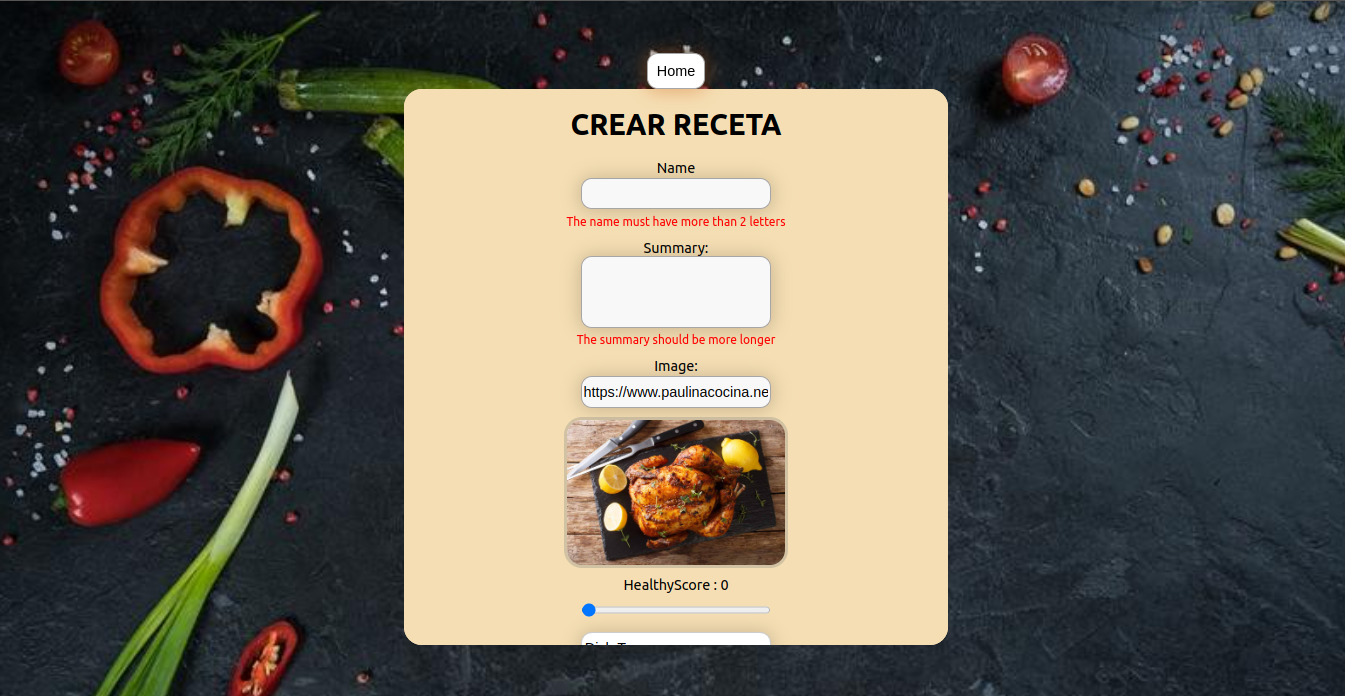 Home
CREAR RECETA
Name
The name must have more than 2 letters
Summary:
The summary should be more longer
Image:
https://www.paulinacocina.ne
HealthyScore : 0